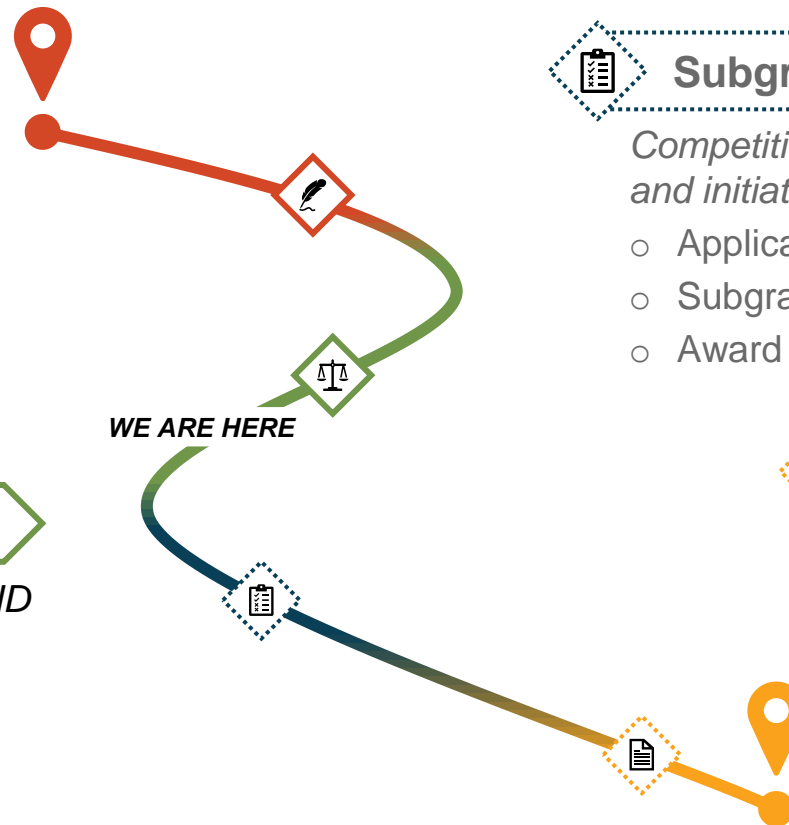 Subgr
Competiti
and initiat
Applica
Subgra
Award
WE ARE HERE
ID